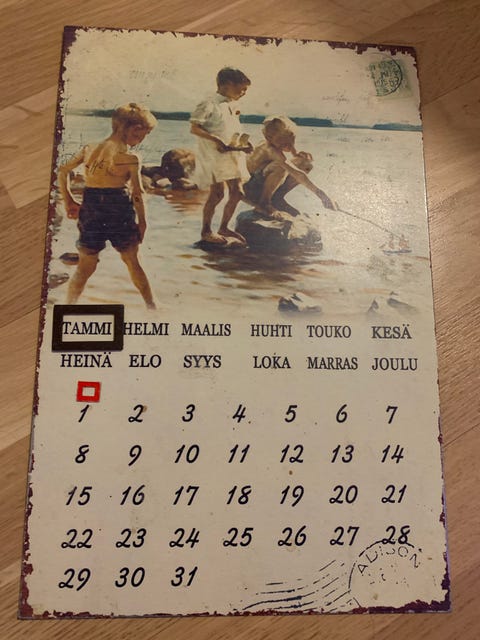 TAMMI HELMI MAALIS HUHTI TOUKO KESÄ
HEINÄ ELO SYYS LOKA MARRAS JOULU
1 2 3 4 5 6 7
8 9 10 11 12 13 14
15 16 17 18 19 20 21
22 23 24 25 26 27 28
29 30 31
ADISON